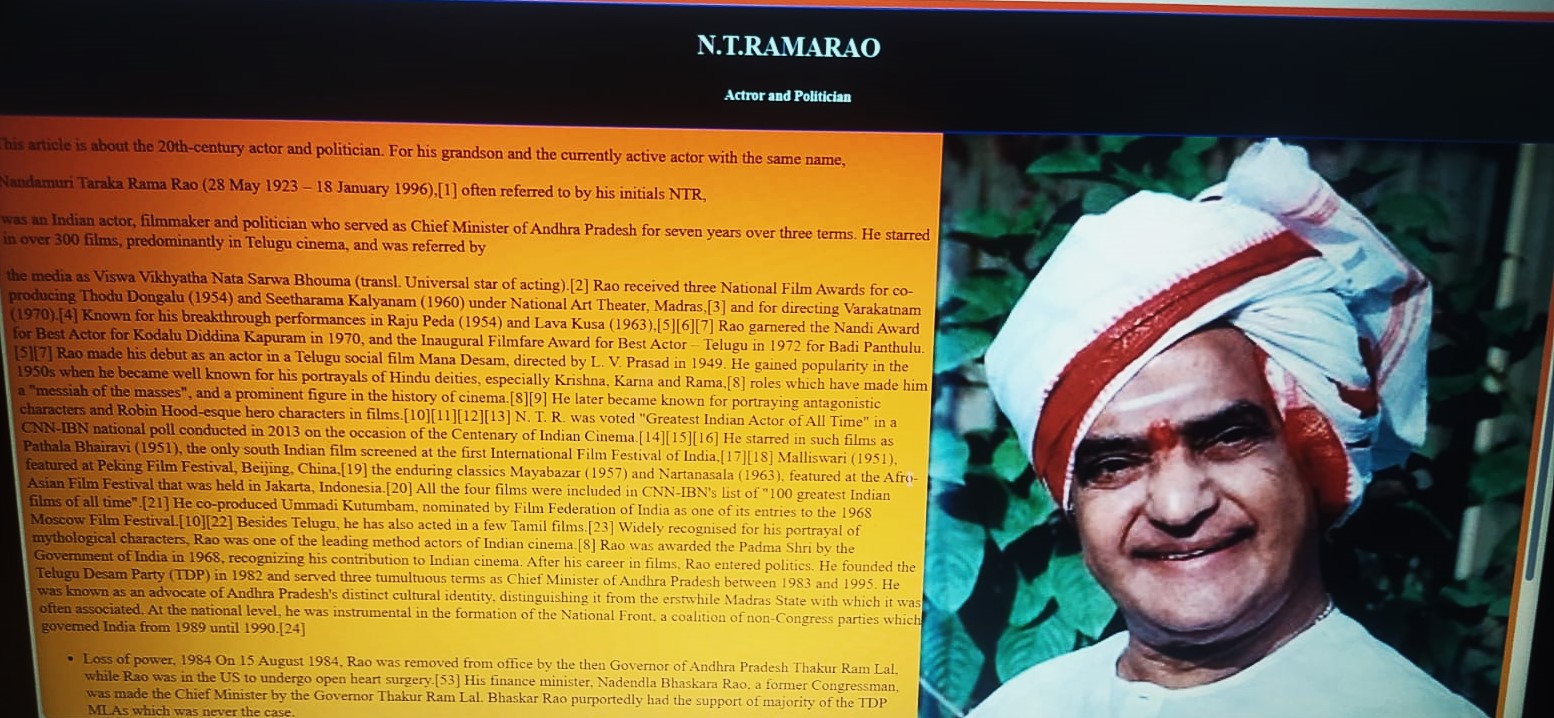 N.T.RAMARAO
Actror and Politician
This article is about the 20th-century actor and politician. For his grandson and the currently active actor with the same name,
Nandamuri Taraka Rama Rao (28 May 1923 – 18 January 1996),[1] often referred to by his initials NTR,
was an Indian actor, filmmaker and politician who served as Chief Minister of Andhra Pradesh for seven years over three terms. He starred
in over 300 films, predominantly in Telugu cinema, and was referred by
the media as Viswa Vikhyatha Nata Sarwa Bhouma (transl. Universal star of acting).[2] Rao received three National Film Awards for co-
producing Thodu Dongalu (1954) and Seetharama Kalyanam (1960) under National Art Theater, Madras,[3] and for directing Varakatnam
(1970).[4] Known for his breakthrough performances in Raju Peda (1954) and Lava Kusa (1963),[5][6][7] Rao garnered the Nandi Award
for Best Actor for Kodalu Diddina Kapuram in 1970, and the Inaugural Filmfare Award for Best Actor – Telugu in 1972 for Badi Panthulu.
[5][7] Rao made his debut as an actor in a Telugu social film Mana Desam, directed by L. V. Prasad in 1949. He gained popularity in the
1950s when he became well known for his portrayals of Hindu deities, especially Krishna, Karna and Rama,[8] roles which have made him
a "messiah of the masses", and a prominent figure in the history of cinema.[8][9] He later became known for portraying antagonistic
characters and Robin Hood-esque hero characters in films.[10][11][12][13] N. T. R. was voted "Greatest Indian Actor of All Time" in a
CNN-IBN national poll conducted in 2013 on the occasion of the Centenary of Indian Cinema.[14][15][16] He starred in such films as
Pathala Bhairavi (1951), the only south Indian film screened at the first International Film Festival of India,[17][18] Malliswari (1951),
featured at Peking Film Festival, Beijing, China,[19] the enduring classics Mayabazar (1957) and Nartanasala (1963), featured at the Afro-
Asian Film Festival that was held in Jakarta, Indonesia.[20] All the four films were included in CNN-IBN's list of "100 greatest Indian
films of all time".[21] He co-produced Ummadi Kutumbam, nominated by Film Federation of India as one of its entries to the 1968
Moscow Film Festival.[10][22] Besides Telugu, he has also acted in a few Tamil films.[23] Widely recognised for his portrayal of
mythological characters, Rao was one of the leading method actors of Indian cinema.[8] Rao was awarded the Padma Shri by the
Government of India in 1968, recognizing his contribution to Indian cinema. After his career in films, Rao entered politics. He founded the
Telugu Desam Party (TDP) in 1982 and served three tumultuous terms as Chief Minister of Andhra Pradesh between 1983 and 1995. He
was known as an advocate of Andhra Pradesh's distinct cultural identity, distinguishing it from the erstwhile Madras State with which it was
often associated. At the national level, he was instrumental in the formation of the National Front, a coalition of non-Congress parties which
governed India from 1989 until 1990.[24]
• Loss of power, 1984 On 15 August 1984, Rao was removed from office by the then Governor of Andhra Pradesh Thakur Ram Lal,
while Rao was in the US to undergo open heart surgery.[53] His finance minister, Nadendla Bhaskara Rao, a former Congressman,
was made the Chief Minister by the Governor Thakur Ram Lal. Bhaskar Rao purportedly had the support of majority of the TDP
MLAs which was never the case.